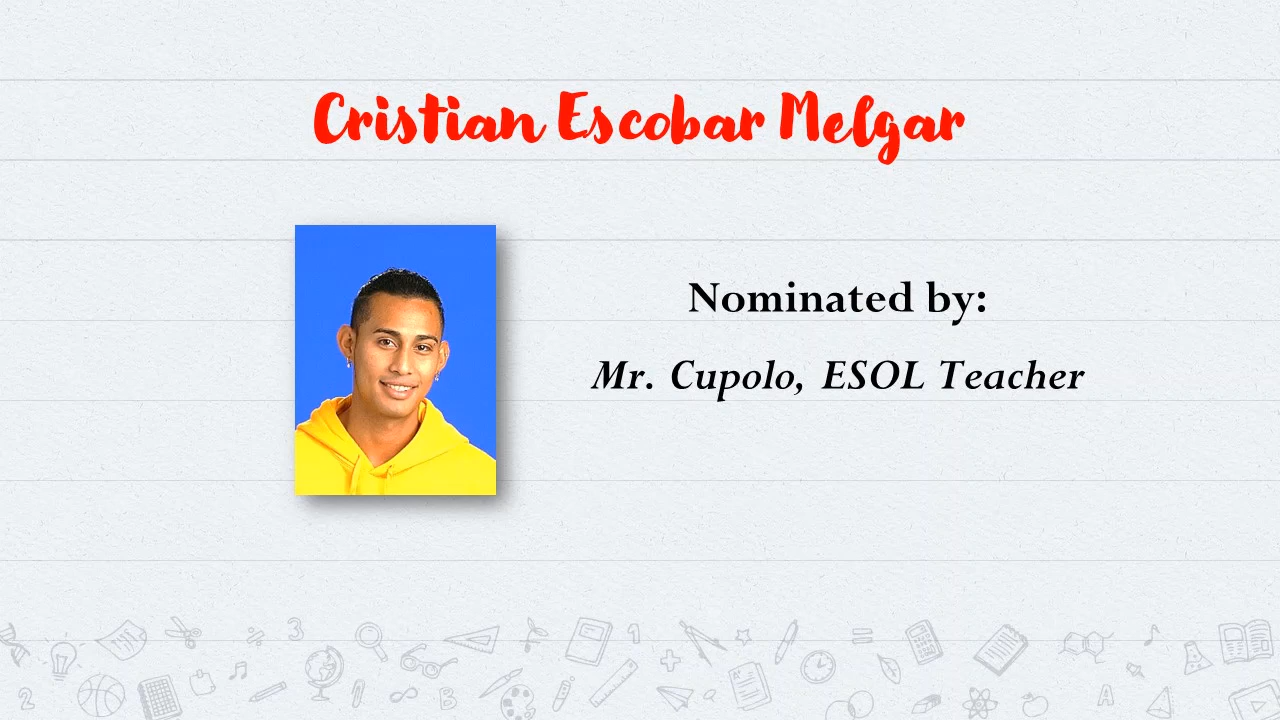 Cristian Escobar Melgar
Nominated by:
Mr. Cupolo, ESOL Teacher